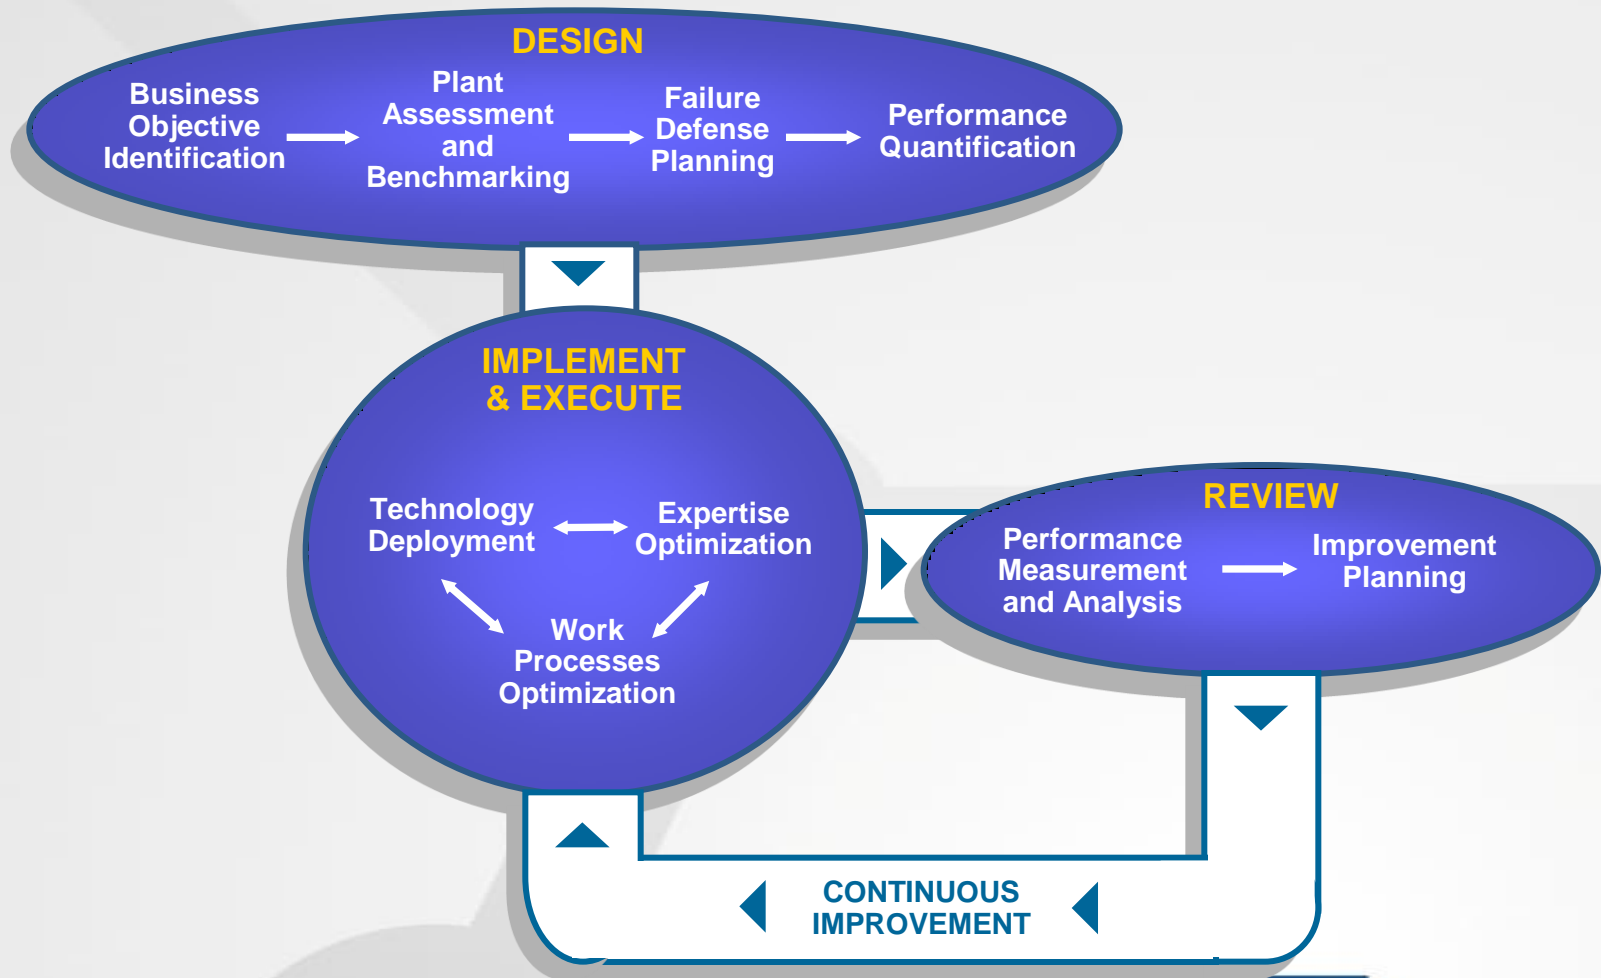 DESIGN
Business
Objective
Identification
Plant
Assessment
and
Benchmarking
Failure
Defense
Planning
Performance
Quantification
IMPLEMENT
& EXECUTE
Technology
Deployment
Expertise
Optimization
Work
Processes
Optimization
REVIEW
Performance
Measurement
and Analysis
Improvement
Planning
CONTINUOUS
IMPROVEMENT